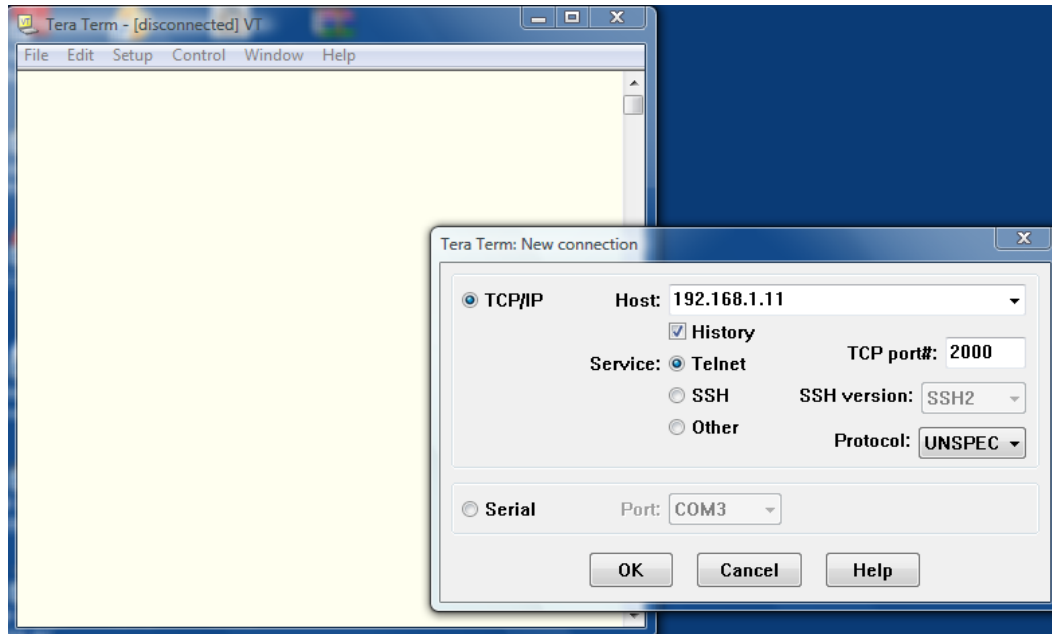 Tera Term - [disconnected] VT
File Edit Setup Control Window Help
Tera Term: New connection
TCP/IP Host: 192.168.1.11
History
Service: Telnet TCP port#: 2000
SSH SSH version: SSH2
Other Protocol: UNSPEC
Serial Port: COM3
OK Cancel Help